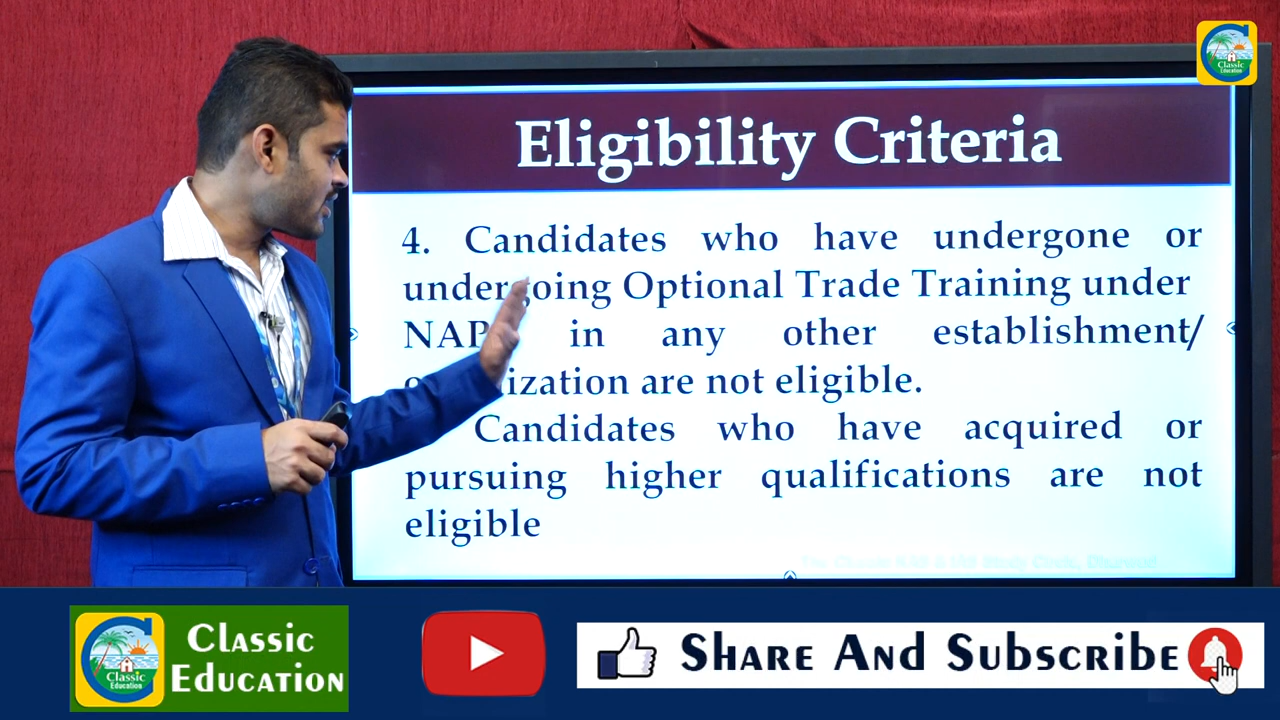 Classic
Education
Eligibility Criteria
4. Candidates who have undergone or
undergoing Optional Trade Training under
in any other establishment/
are not eligible.
Candidates who have acquired or
pursuing higher qualifications are not
eligible
Classic
Education
Classic
Education
Share And Subscribe